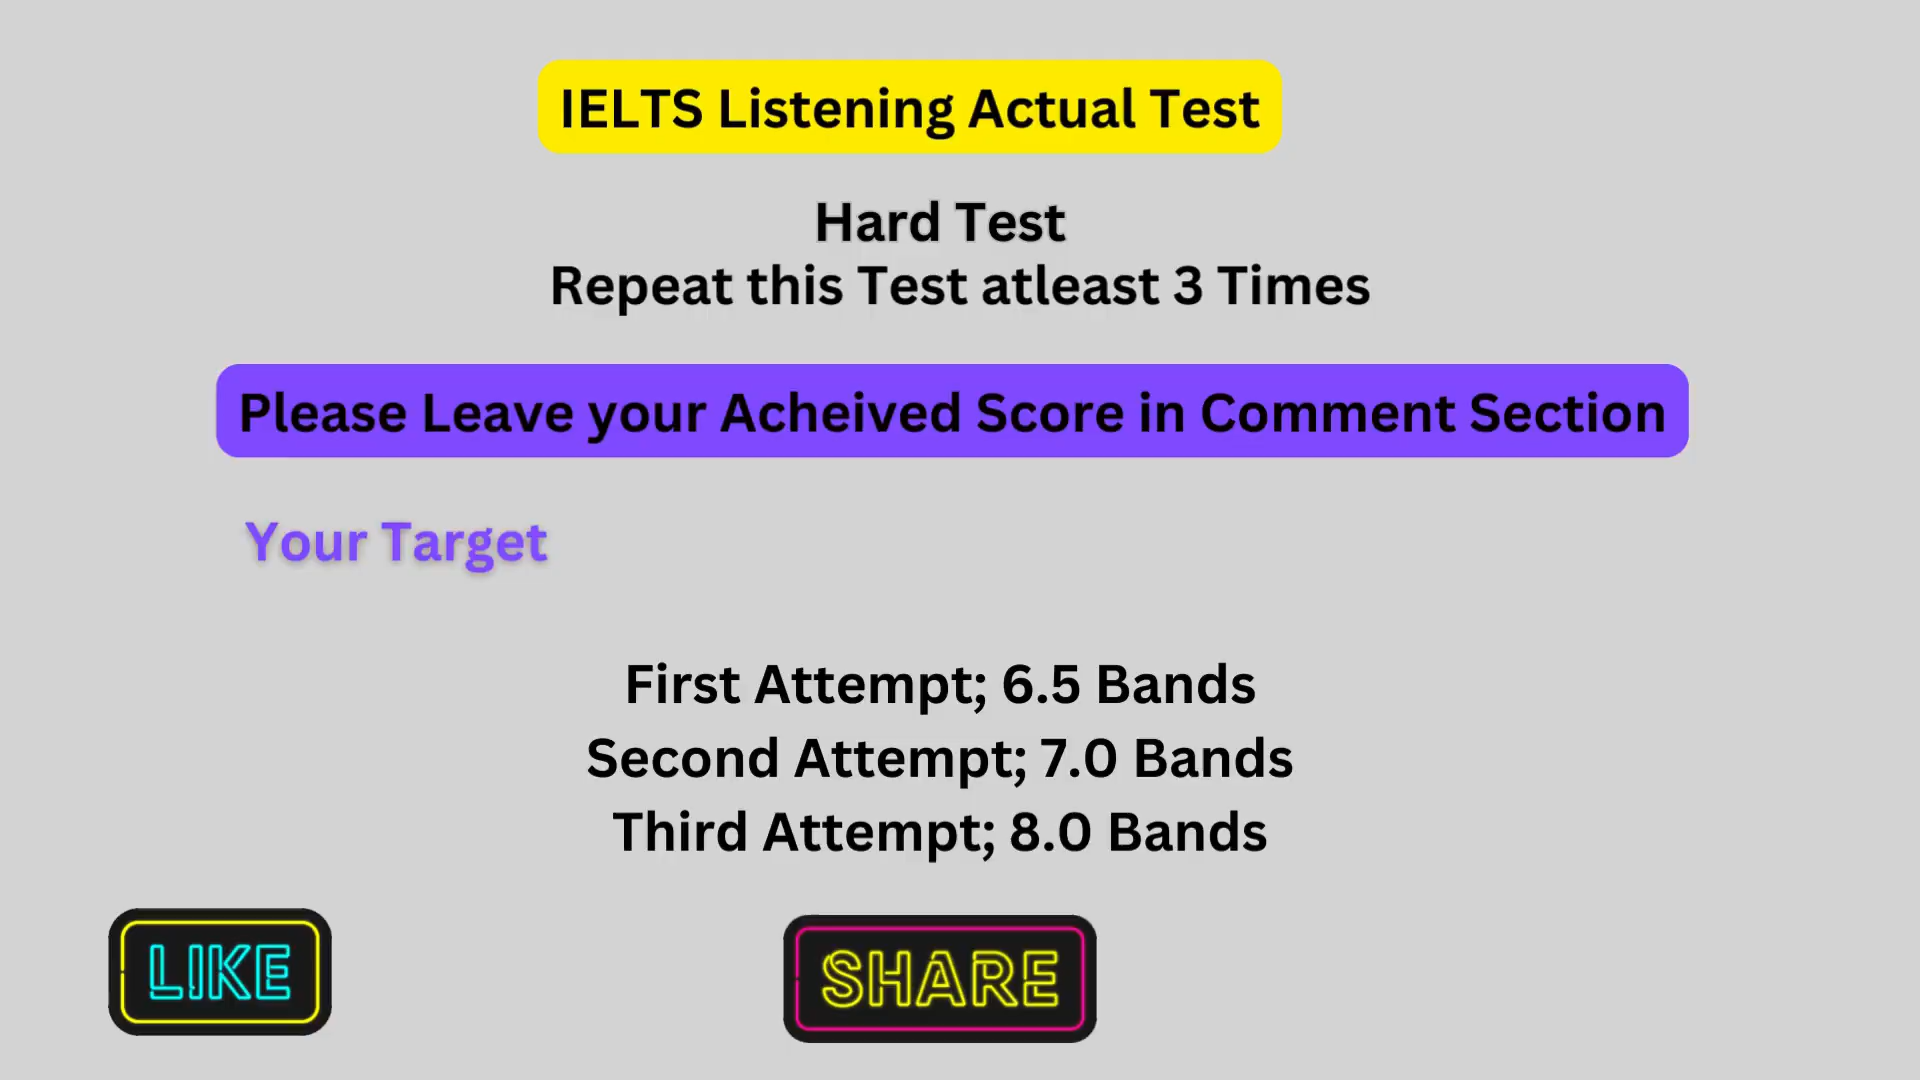 IELTS Listening Actual Test
Hard Test
Repeat this Test atleast 3 Times
Please Leave your Acheived Score in Comment Section
Your Target
First Attempt; 6.5 Bands
Second Attempt; 7.0 Bands
Third Attempt; 8.0 Bands
LIKE
SHARE